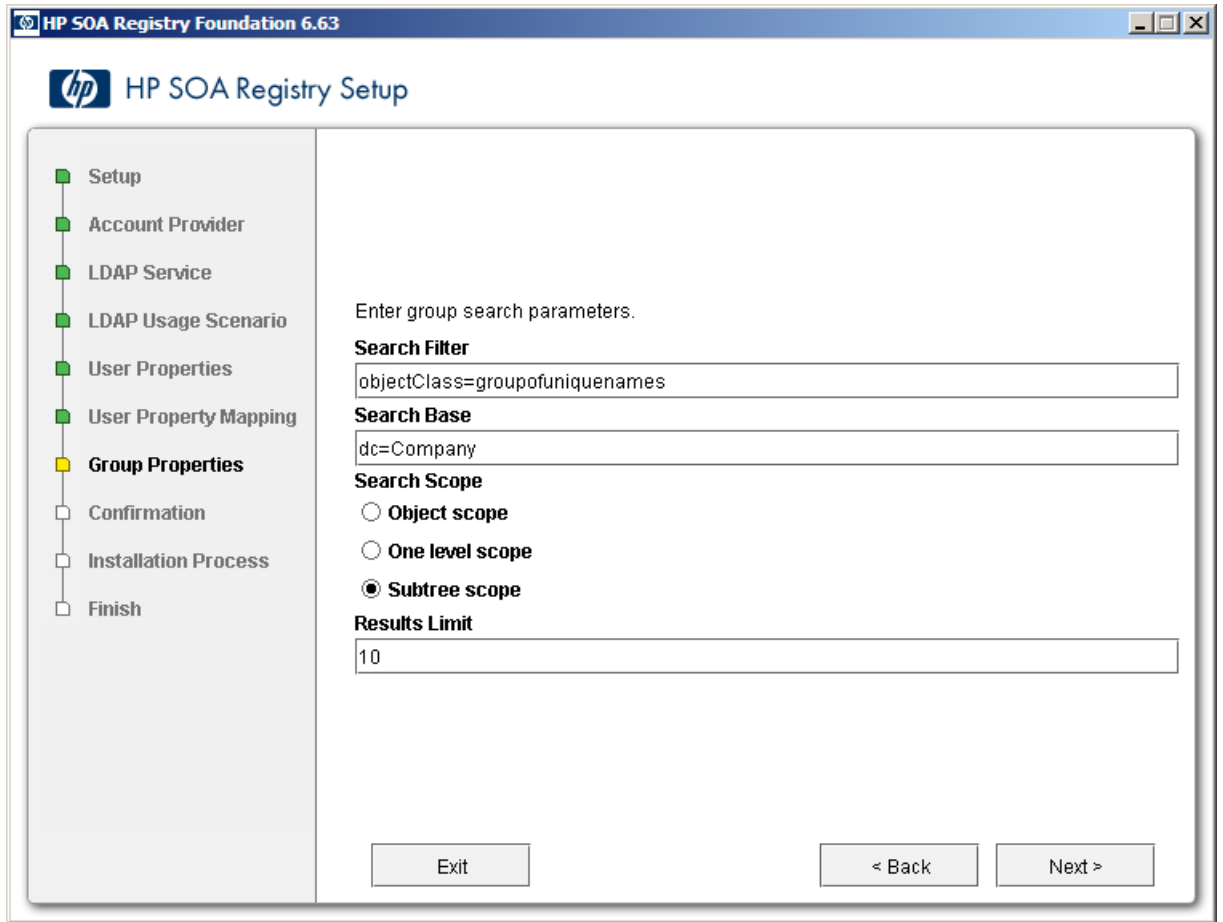 HP SOA Registry Foundation 6.63
hp HP SOA Registry Setup
Setup
Account Provider
LDAP Service
LDAP Usage Scenario
User Properties
User Property Mapping
Group Properties
Confirmation
Installation Process
Finish
Enter group search parameters.
Search Filter
objectClass=groupofuniquenames
Search Base
dc=Company
Search Scope
Object scope
One level scope
Subtree scope
Results Limit
10
Exit
< Back
Next >